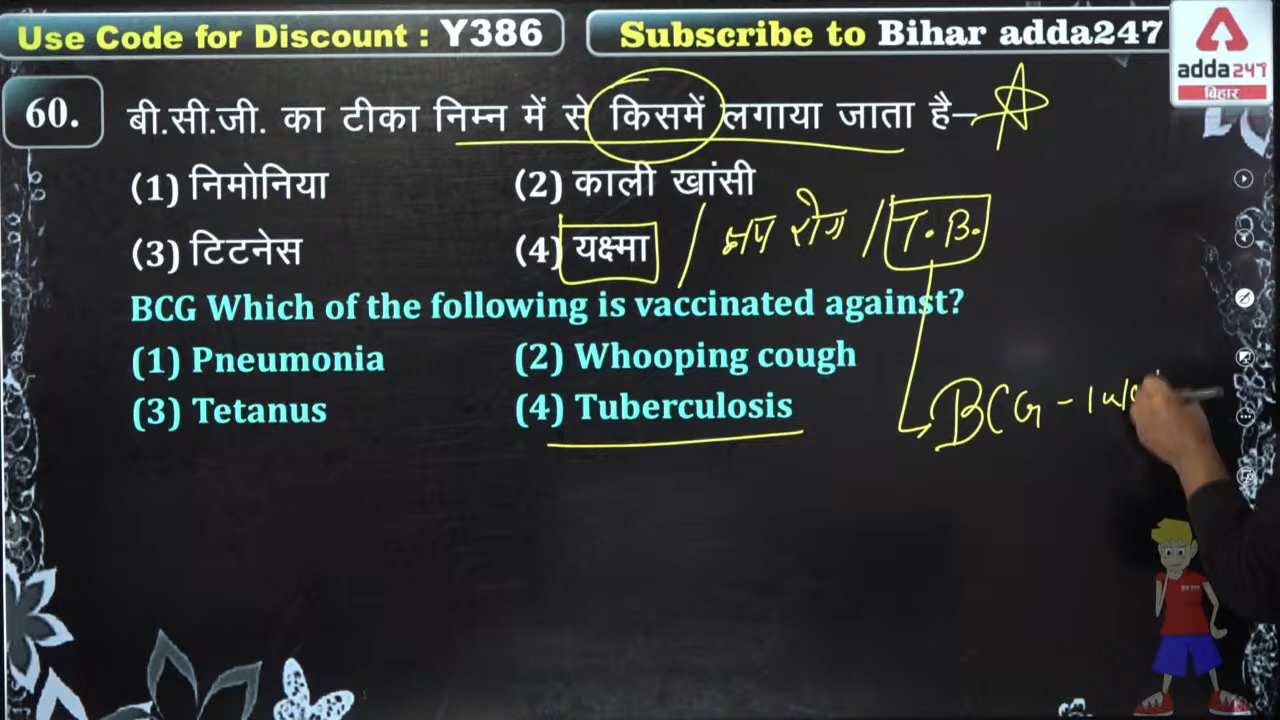 Use Code for Discount : Y386
Subscribe to Bihar adda247
adda247
बिहार
60. बी.सी.जी. का टीका निम्न में से किसमें लगाया जाता है–
(1) निमोनिया (2) काली खांसी
(3) टिटनेस (4) यक्ष्मा / क्षय रोग / T.B.
BCG Which of the following is vaccinated against?
(1) Pneumonia (2) Whooping cough
(3) Tetanus (4) Tuberculosis
BCG –